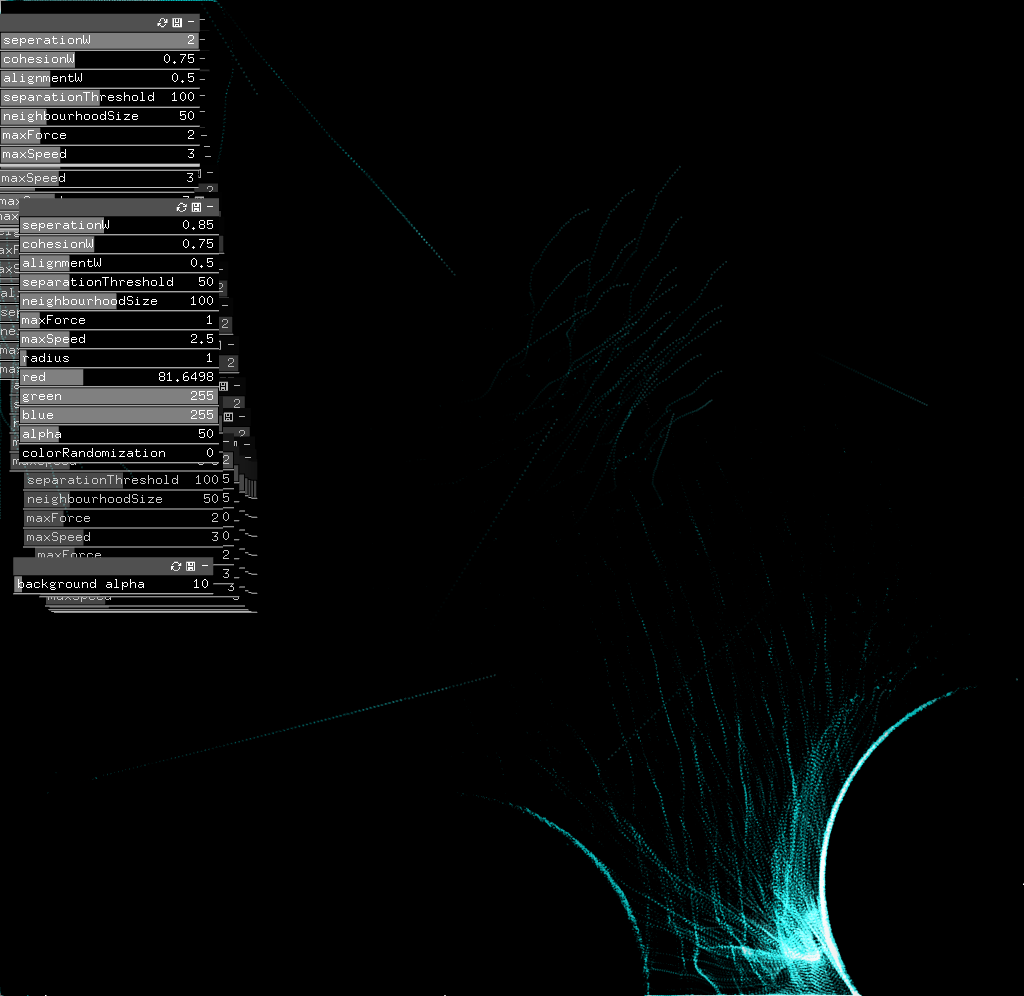 seperationW 2
cohesionW 0.75
alignmentW 0.5
separationThreshold 100
neighbourhoodSize 50
maxForce 2
maxSpeed 3
maxSpeed 3
seperationW 0.85
cohesionW 0.75
alignmentW 0.5
separationThreshold 50
neighbourhoodSize 100
maxForce 1
maxSpeed 2.5
radius 1
red 81.6498
green 255
blue 255
alpha 50
colorRandomization 0
separationThreshold 100
neighbourhoodSize 50
maxForce 2
maxSpeed 3
maxForce 2
background alpha 10
maxSpeed